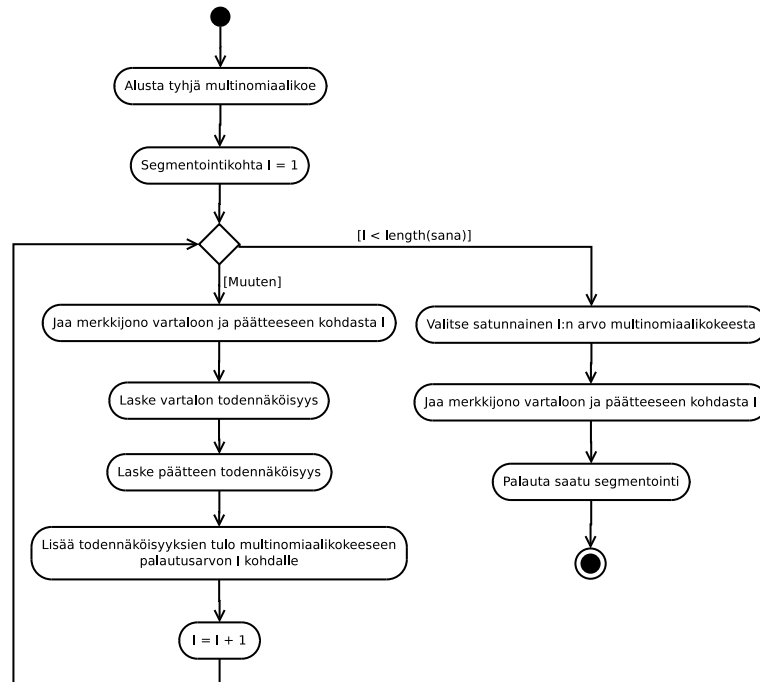 Alusta tyhjä multinomiaalikoe
Segmentointikohta I = 1
[I < length(sana)]
[Muuten]
Jaa merkkijono vartaloon ja päätteeseen kohdasta I
Laske vartalon todennäköisyys
Laske päätteen todennäköisyys
Lisää todennäköisyyksien tulo multinomiaalikokeeseen
palautusarvon I kohdalle
I = I + 1
Valitse satunnainen I:n arvo multinomiaalikokeesta
Jaa merkkijono vartaloon ja päätteeseen kohdasta I
Palauta saatu segmentointi